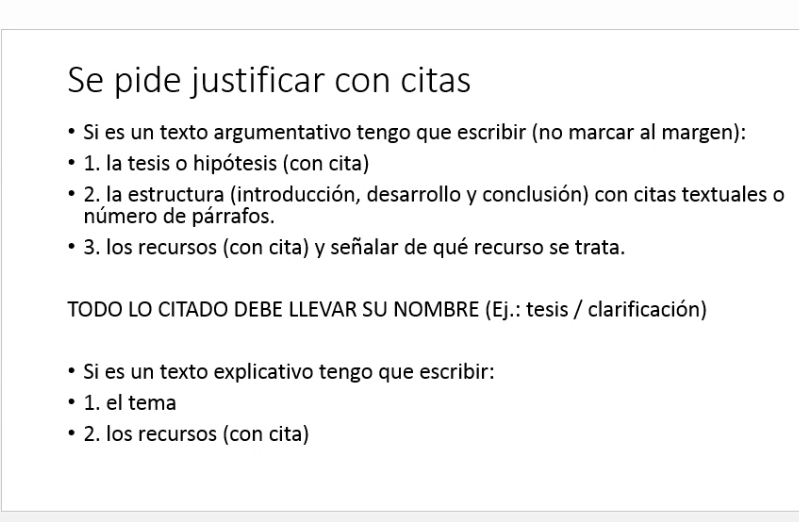 Se pide justificar con citas
• Si es un texto argumentativo tengo que escribir (no marcar al margen):
• 1. la tesis o hipótesis (con cita)
• 2. la estructura (introducción, desarrollo y conclusión) con citas textuales o
número de párrafos.
• 3. los recursos (con cita) y señalar de qué recurso se trata.
TODO LO CITADO DEBE LLEVAR SU NOMBRE (Ej.: tesis / clarificación)
• Si es un texto explicativo tengo que escribir:
• 1. el tema
• 2. los recursos (con cita)